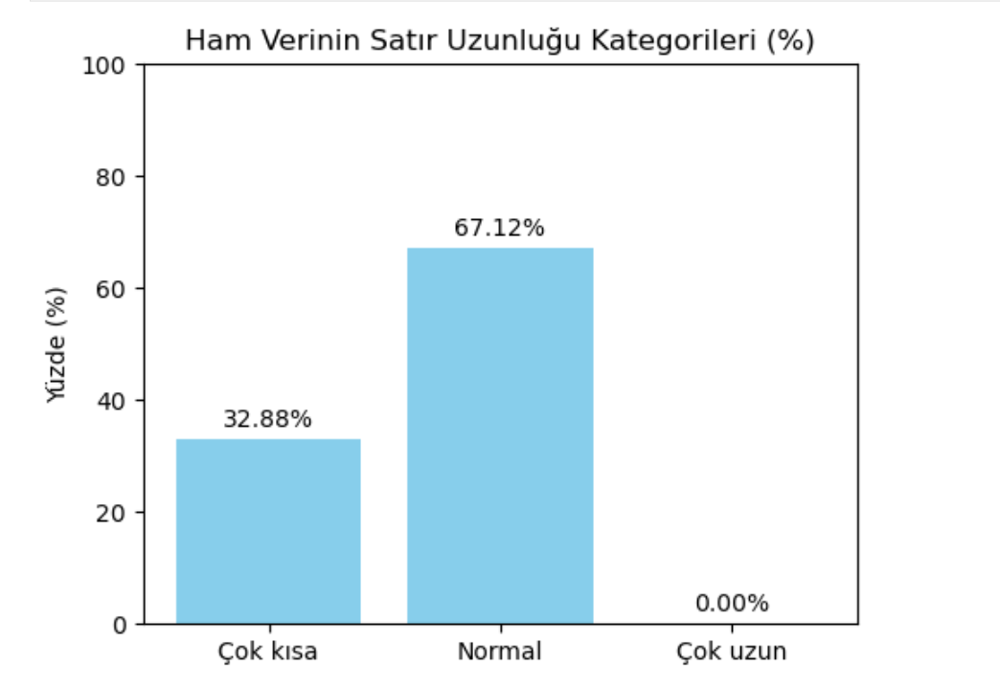 Ham Verinin Satır Uzunluğu Kategorileri (%)
100
80
60
40
20
0
Yüzde (%)
32.88%
67.12%
0.00%
Çok kısa
Normal
Çok uzun